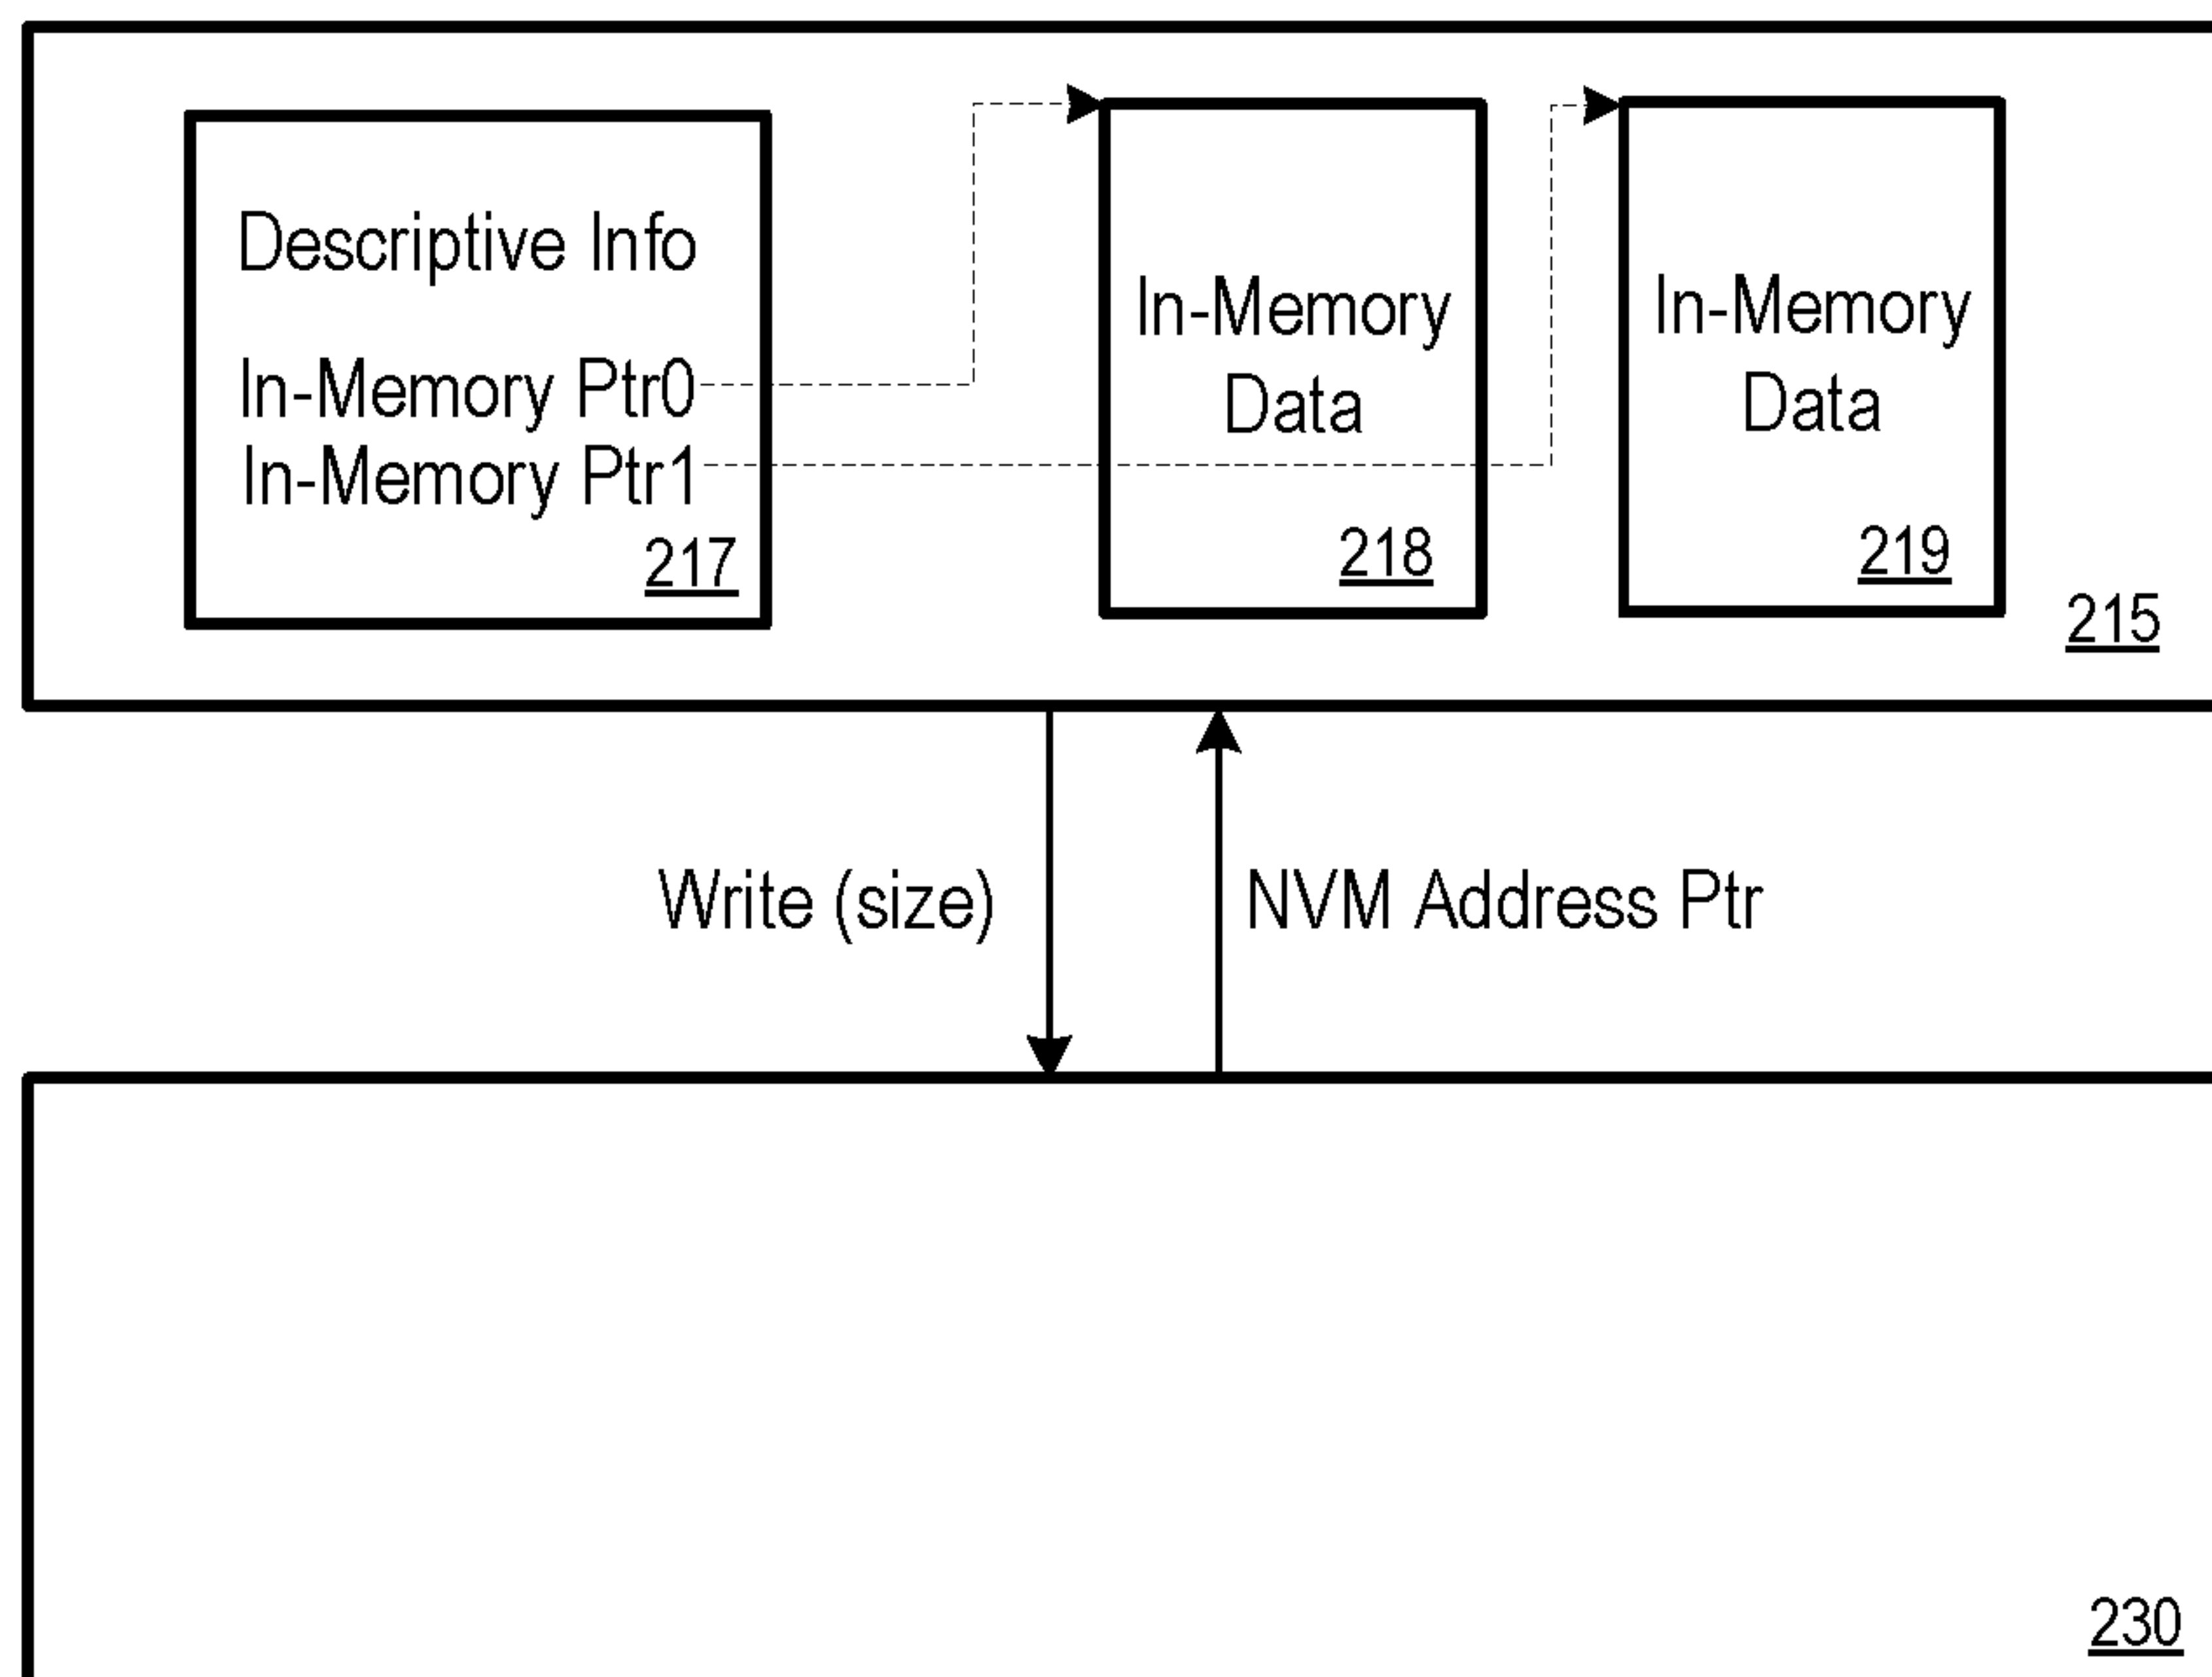 Descriptive Info
In-Memory Ptr0
In-Memory Ptr1
217
In-Memory
Data
218
In-Memory
Data
219
215
Write (size)
NVM Address Ptr
230